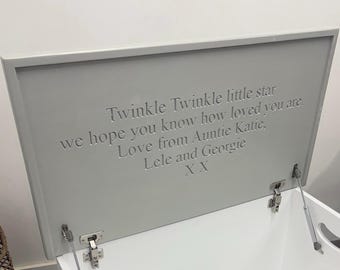 Twinkle Twinkle little star
we hope you know how loved you are.
Love from Auntie Katie,
Lele and Georgie
X X